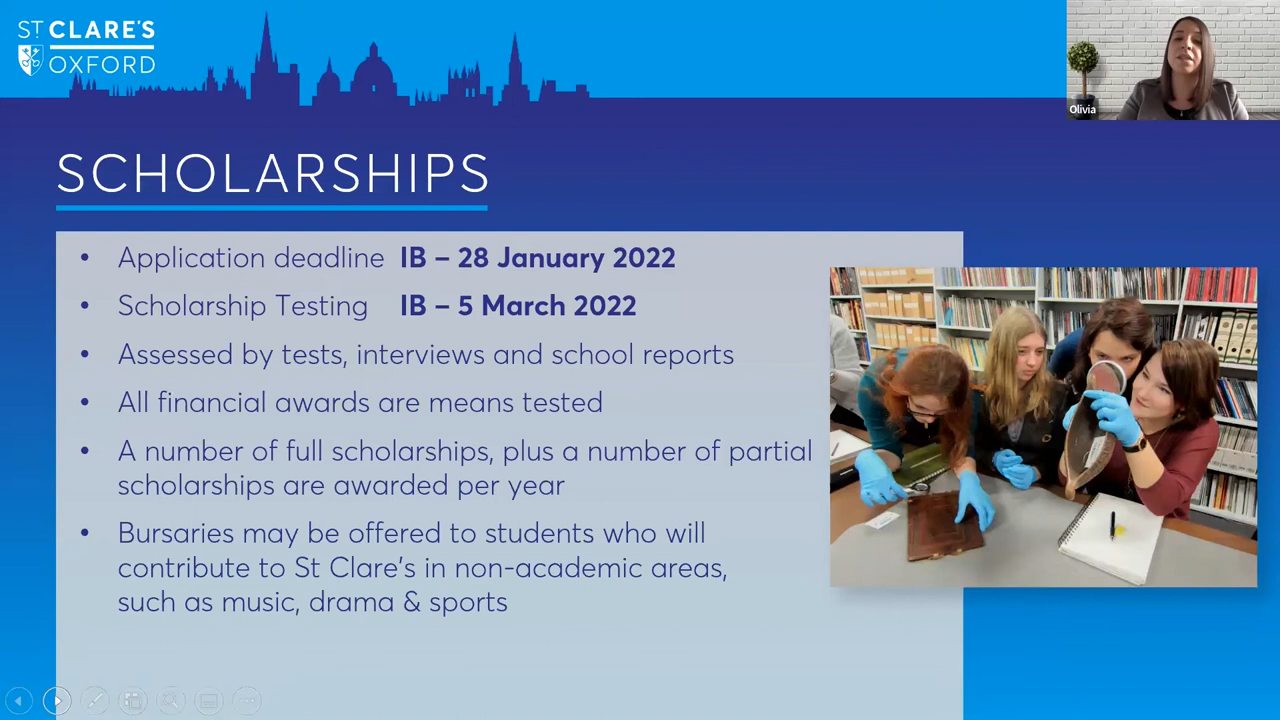 ST CLARE'S
OXFORD
Olivia
SCHOLARSHIPS
• Application deadline IB – 28 January 2022
• Scholarship Testing IB – 5 March 2022
• Assessed by tests, interviews and school reports
• All financial awards are means tested
• A number of full scholarships, plus a number of partial
scholarships are awarded per year
• Bursaries may be offered to students who will
contribute to St Clare's in non-academic areas,
such as music, drama & sports